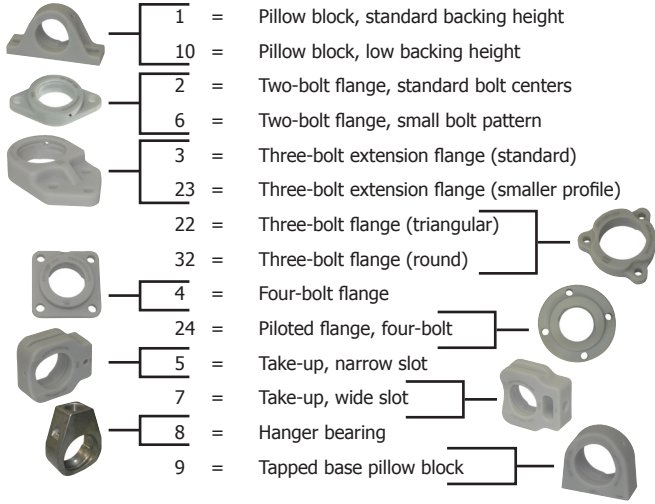 1 = Pillow block, standard backing height
10 = Pillow block, low backing height
2 = Two-bolt flange, standard bolt centers
6 = Two-bolt flange, small bolt pattern
3 = Three-bolt extension flange (standard)
23 = Three-bolt extension flange (smaller profile)
22 = Three-bolt flange (triangular)
32 = Three-bolt flange (round)
4 = Four-bolt flange
24 = Piloted flange, four-bolt
5 = Take-up, narrow slot
7 = Take-up, wide slot
8 = Hanger bearing
9 = Tapped base pillow block